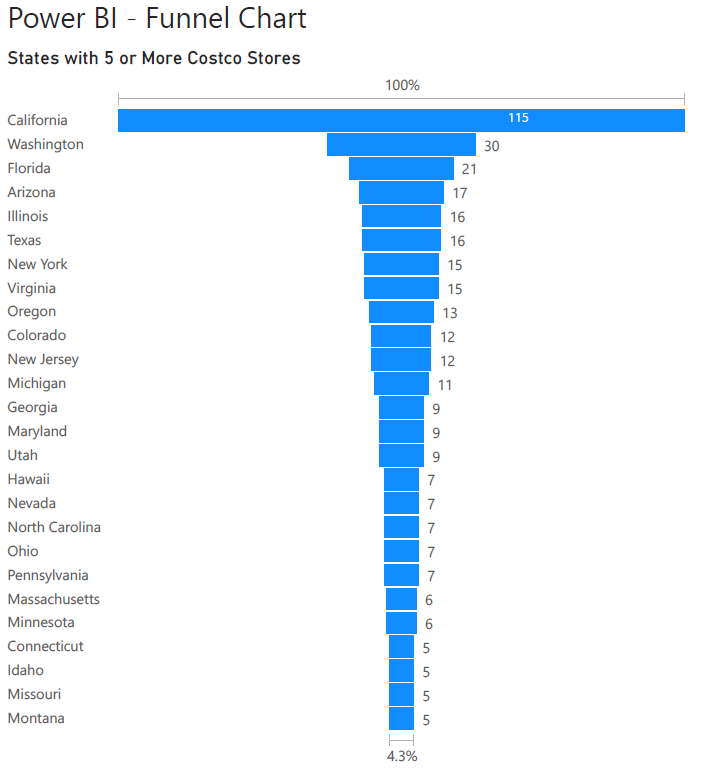 Power BI - Funnel Chart
States with 5 or More Costco Stores
100%
California 115
Washington 30
Florida 21
Arizona 17
Illinois 16
Texas 16
New York 15
Virginia 15
Oregon 13
Colorado 12
New Jersey 12
Michigan 11
Georgia 9
Maryland 9
Utah 9
Hawaii 7
Nevada 7
North Carolina 7
Ohio 7
Pennsylvania 7
Massachusetts 6
Minnesota 6
Connecticut 5
Idaho 5
Missouri 5
Montana 5
4.3%